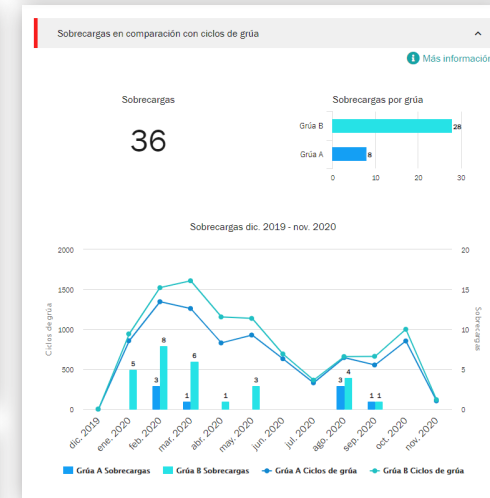 Sobrecargas en comparación con ciclos de grúa
Más información
Sobrecargas
36
Sobrecargas por grúa
Grúa B
28
Grúa A
8
0 10 20 30
Sobrecargas dic. 2019 - nov. 2020
2000
1500
1000
500
0
Ciclos de grúa
20
15
10
5
0
Sobrecargas
5
3
8
1
6
1
3
3
4
1
1
dic. 2019
ene. 2020
feb. 2020
mar. 2020
abr. 2020
may. 2020
jun. 2020
jul. 2020
ago. 2020
sep. 2020
oct. 2020
nov. 2020
Grúa A Sobrecargas Grúa B Sobrecargas Grúa A Ciclos de grúa Grúa B Ciclos de grúa